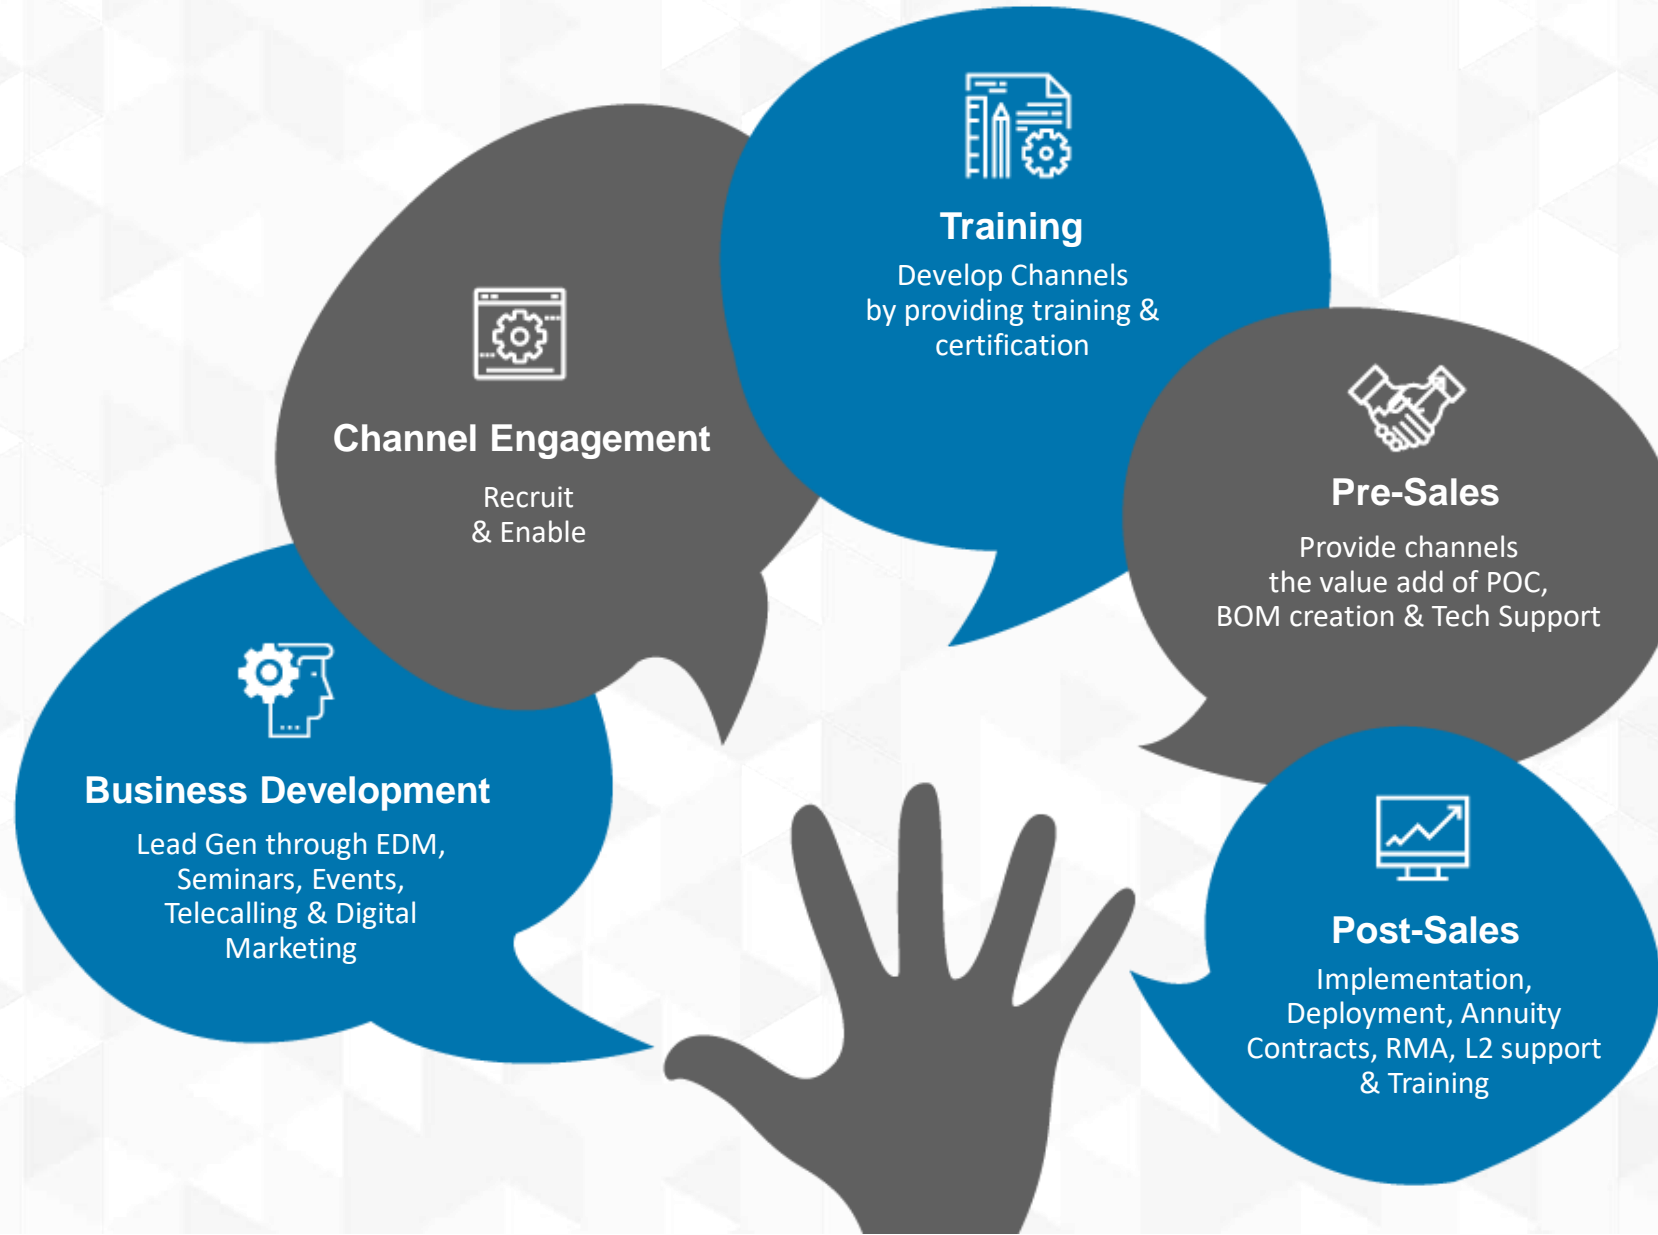 Training
Develop Channels
by providing training &
certification
Channel Engagement
Recruit
& Enable
Pre-Sales
Provide channels
the value add of POC,
BOM creation & Tech Support
Business Development
Lead Gen through EDM,
Seminars, Events,
Telecalling & Digital
Marketing
Post-Sales
Implementation,
Deployment, Annuity
Contracts, RMA, L2 support
& Training